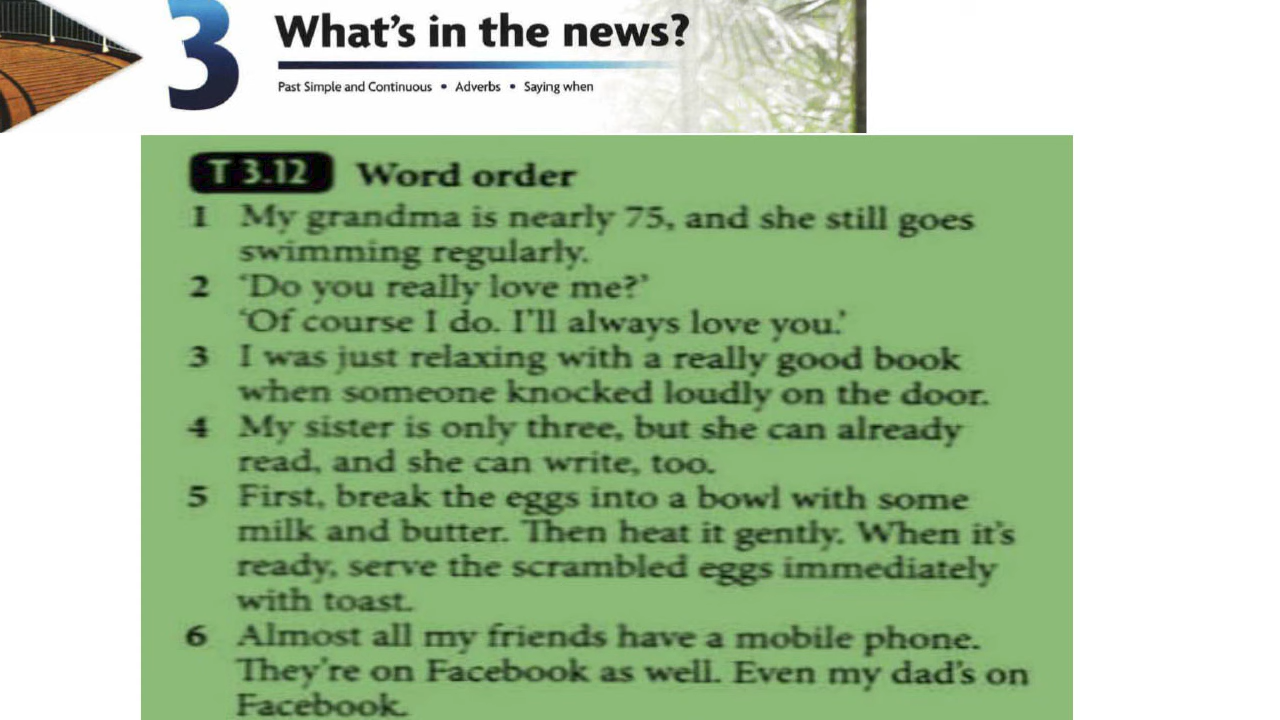 3
What's in the news?
Past Simple and Continuous • Adverbs • Saying when
T 3.12 Word order
1 My grandma is nearly 75, and she still goes
swimming regularly.
2 'Do you really love me?'
'Of course I do. I'll always love you.'
3 I was just relaxing with a really good book
when someone knocked loudly on the door.
4 My sister is only three, but she can already
read, and she can write, too.
5 First, break the eggs into a bowl with some
milk and butter. Then heat it gently. When it's
ready, serve the scrambled eggs immediately
with toast.
6 Almost all my friends have a mobile phone.
They're on Facebook as well. Even my dad's on
Facebook.